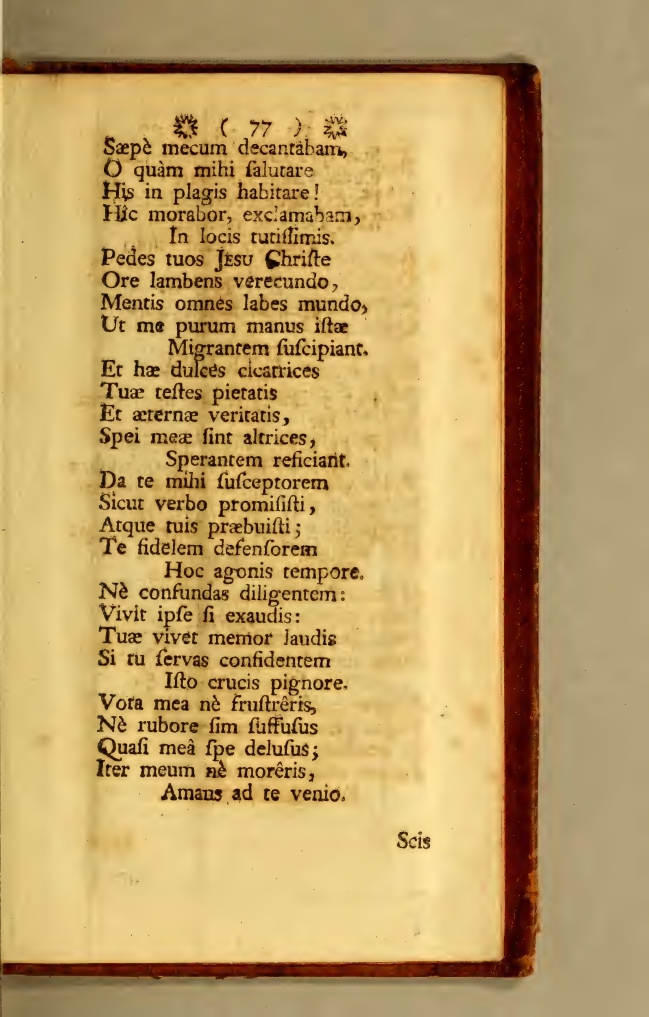 ( 77 )
Sæpè mecum decantabam,
O quàm mihi ſalutare
His in plagis habitare!
Hîc morabor, exclamabam,
In locis tutiſſimis.
Pedes tuos JESU Chriſte
Ore lambens verecundo,
Mentis omnes labes mundo,
Ut me purum manus iſtæ
Migrantem ſuſcipiant.
Et hæ dulces cicatrices
Tuæ teſtes pietatis
Et æternæ veritatis,
Spei meæ ſint altrices,
Sperantem reficiant.
Da te mihi ſuſceptorem
Sicut verbo promiſiſti,
Atque tuis præbuiſti;
Te fidelem defenſorem
Hoc agonis tempore.
Nè confundas diligentem:
Vivit ipſe ſi exaudis:
Tuæ vivet memor laudis
Si tu ſervas confidentem
Iſto crucis pignore.
Vota mea nè fruſtrêris,
Nè rubore ſim ſuffuſus
Quaſi meâ ſpe deluſus;
Iter meum nè morêris,
Amans ad te venio.
Scis